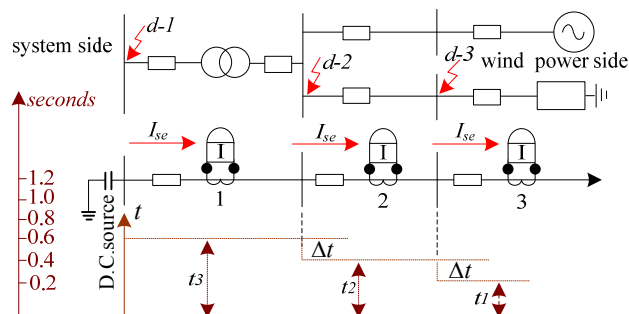 d-1
system side
d-2
d-3
wind power side
seconds
I_se
I_se
I_se
I
I
I
1.2
1.0
0.8
0.6
0.4
0.2
1
2
3
D.C.source
t
Δt
Δt
t3
t2
t1